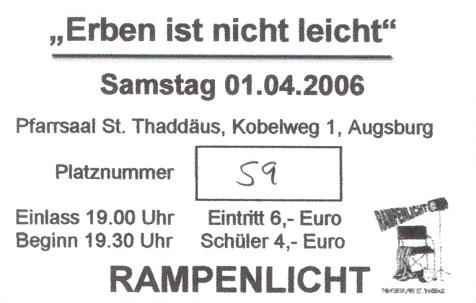 „Erben ist nicht leicht“
Samstag 01.04.2006
Pfarrsaal St. Thaddäus, Kobelweg 1, Augsburg
Platznummer 59
Einlass 19.00 Uhr Eintritt 6,- Euro
Beginn 19.30 Uhr Schüler 4,- Euro
RAMPENLICHT
RAMPENLICHT